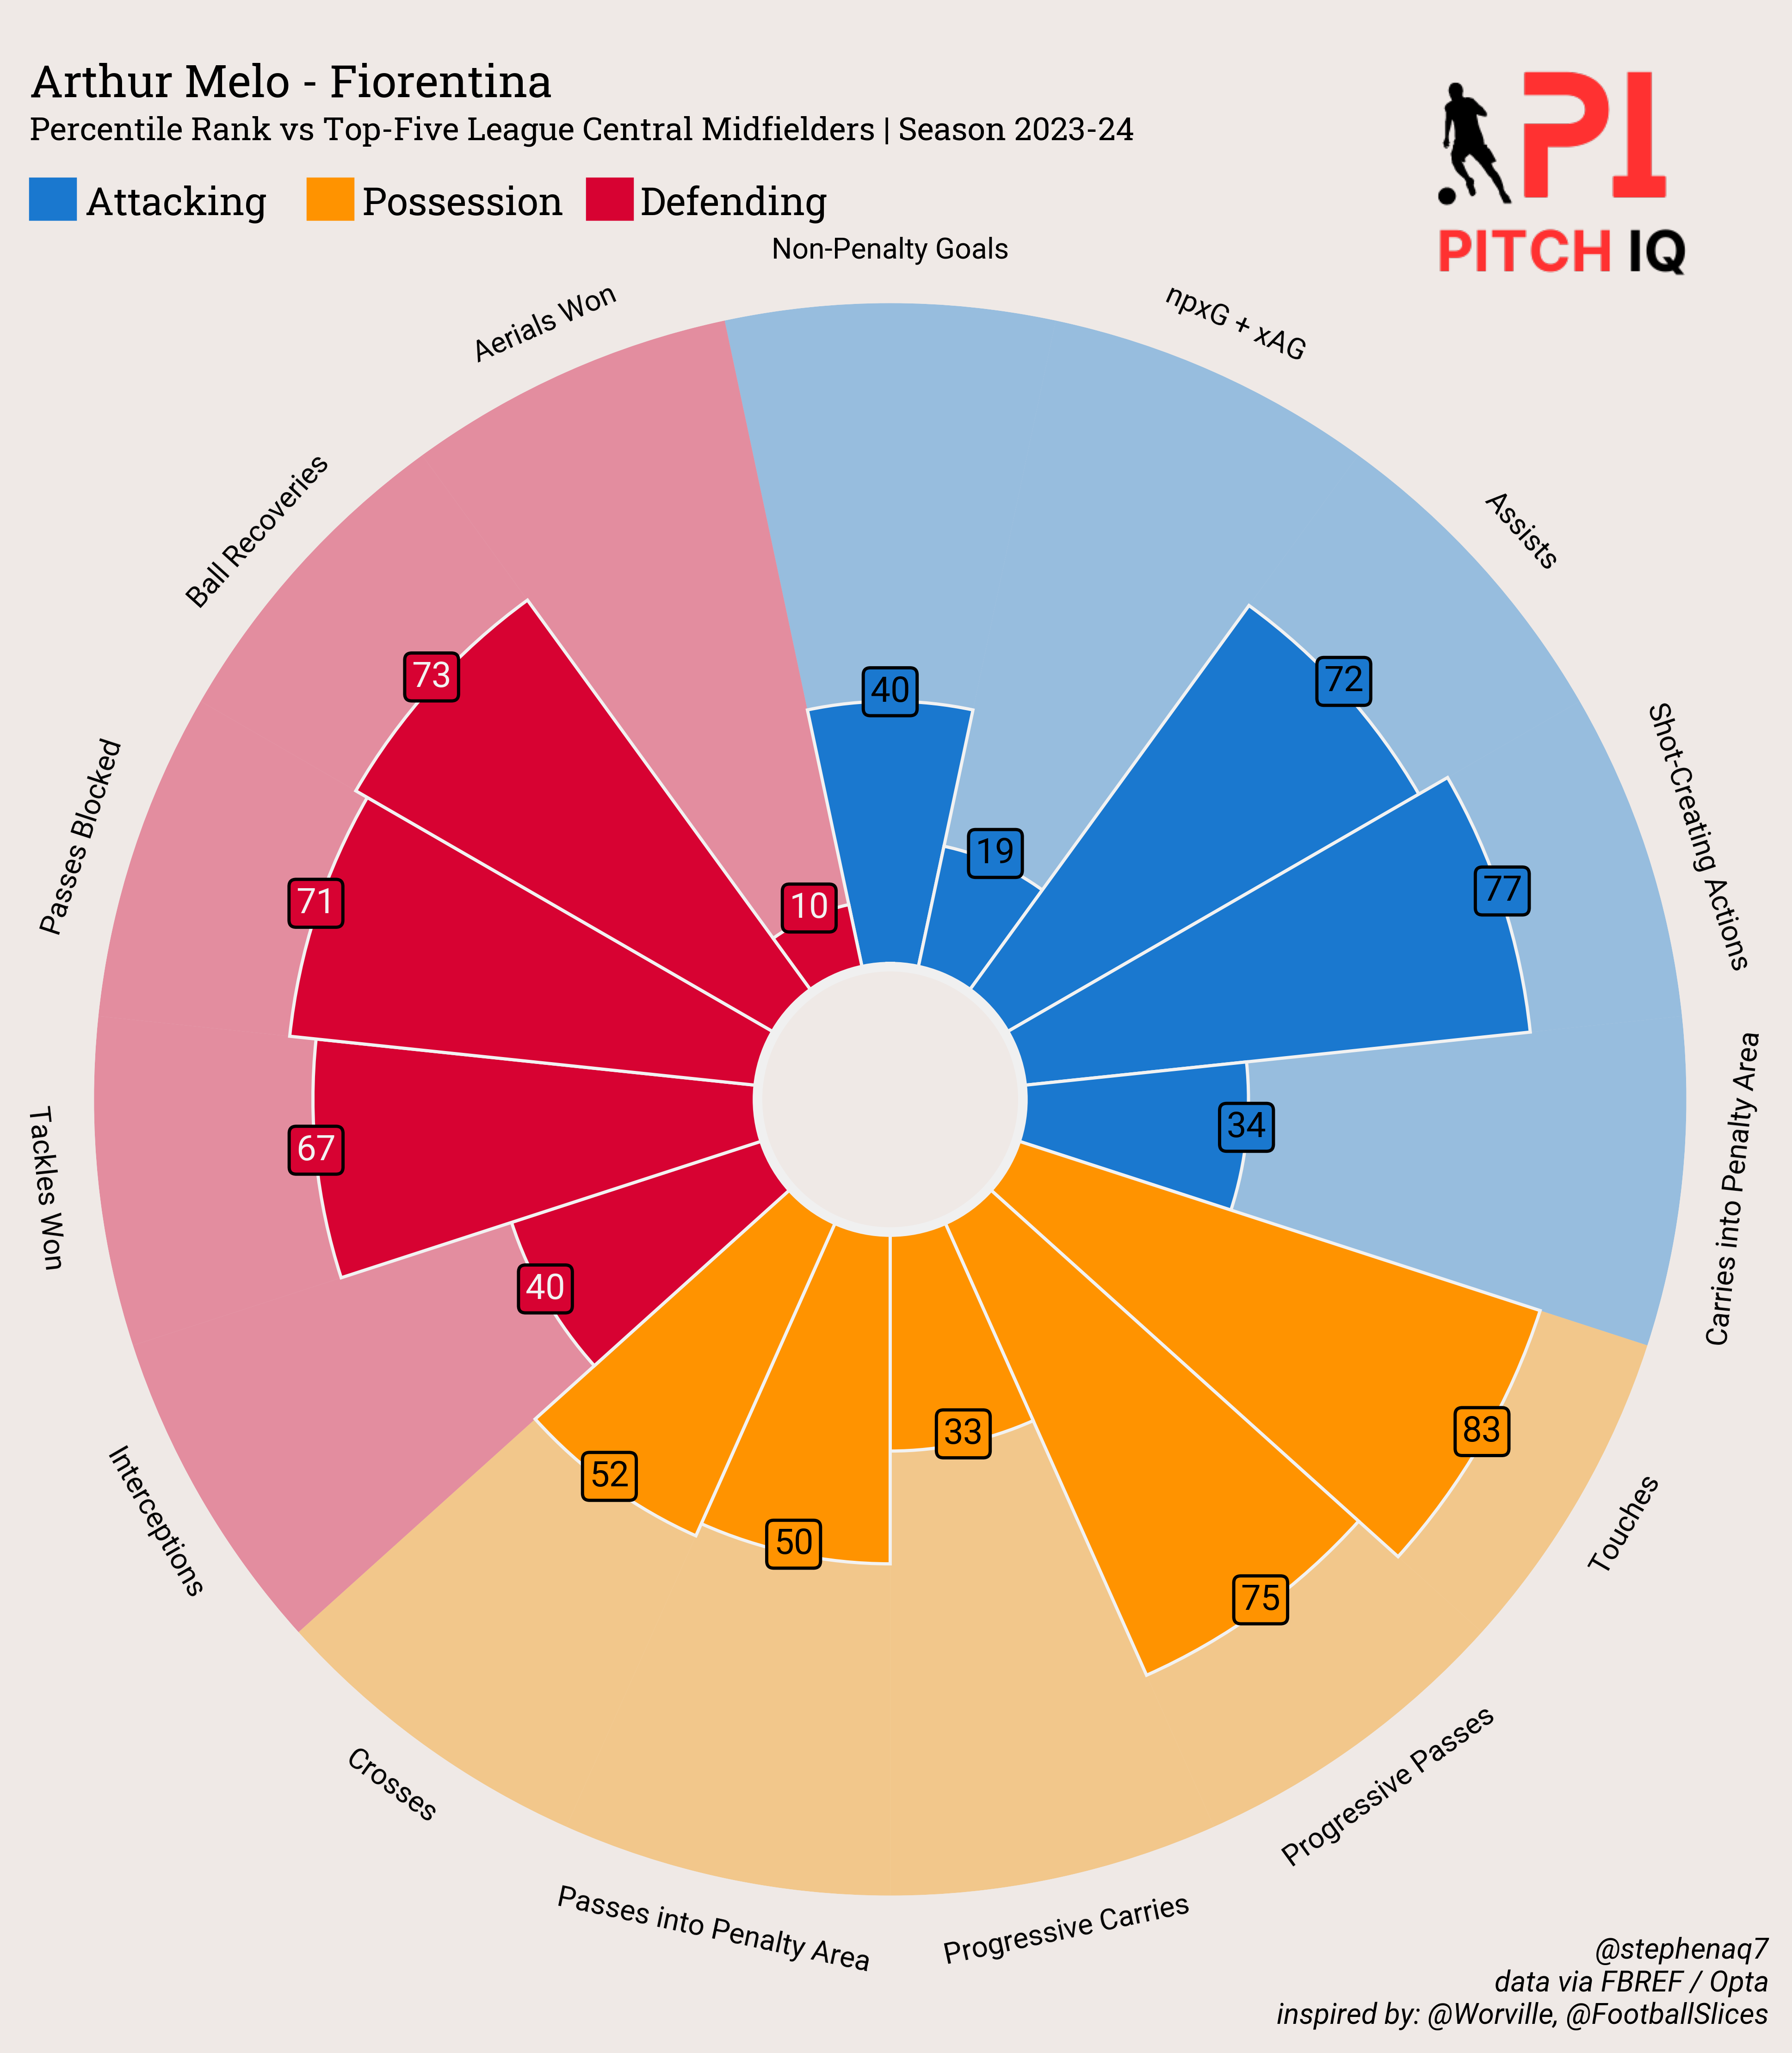 Arthur Melo - Fiorentina
Percentile Rank vs Top-Five League Central Midfielders | Season 2023-24
Attacking Possession Defending
PI
PITCH IQ
Non-Penalty Goals
npxG + xAG
Assists
Shot-Creating Actions
Carries into Penalty Area
Touches
Progressive Passes
Progressive Carries
Passes into Penalty Area
Crosses
Interceptions
Tackles Won
Passes Blocked
Ball Recoveries
Aerials Won
40
19
72
77
34
83
75
33
50
52
40
67
71
73
10
@stephenaq7
data via FBREF / Opta
inspired by: @Worville, @FootballSlices